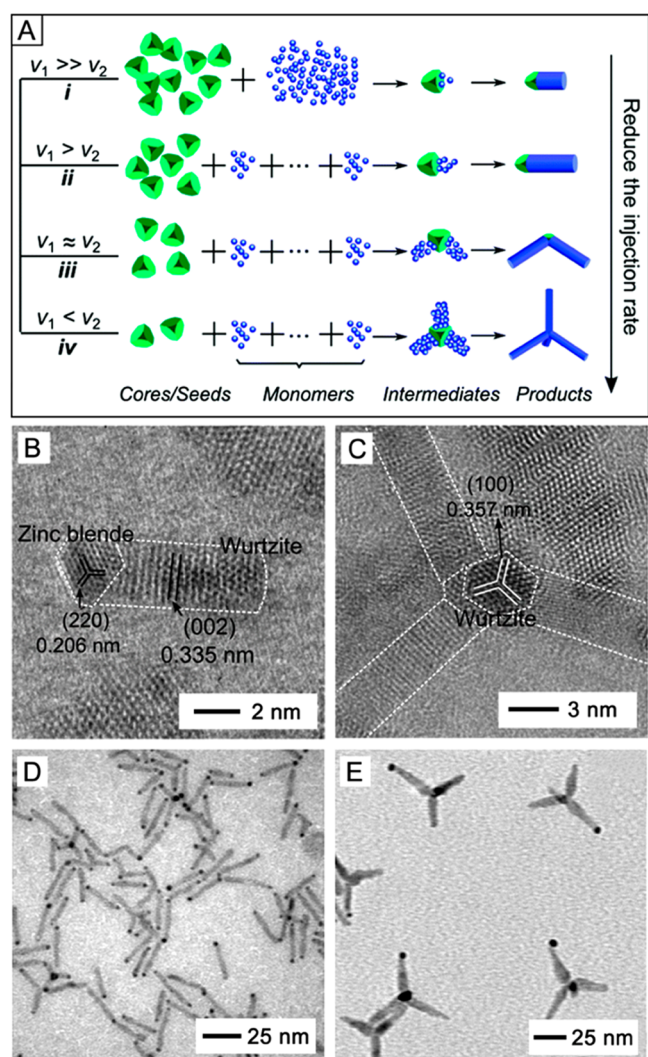 A
v₁ >> v₂
i
v₁ > v₂
ii
v₁ ≈ v₂
iii
v₁ < v₂
iv
+
+ ... +
+ ... +
+ ... +
Cores/Seeds Monomers Intermediates Products
Reduce the injection rate
B
Zinc blende
Wurtzite
(220)
0.206 nm
(002)
0.335 nm
2 nm
C
(100)
0.357 nm
Wurtzite
3 nm
D
25 nm
E
25 nm